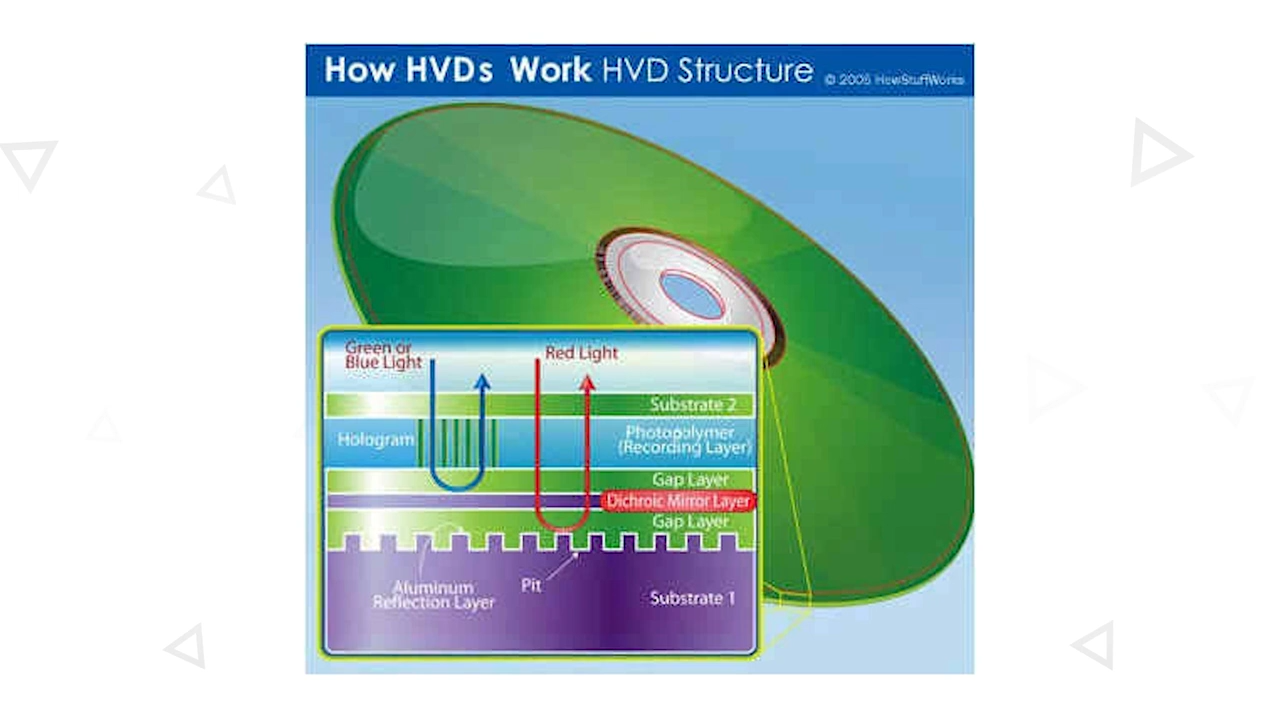 How HVDs Work HVD Structure © 2005 HowStuffWorks
Green or
Blue Light
Red Light
Substrate 2
Hologram
Photopolymer
(Recording Layer)
Gap Layer
Dichroic Mirror Layer
Gap Layer
Aluminum
Reflection Layer
Pit
Substrate 1